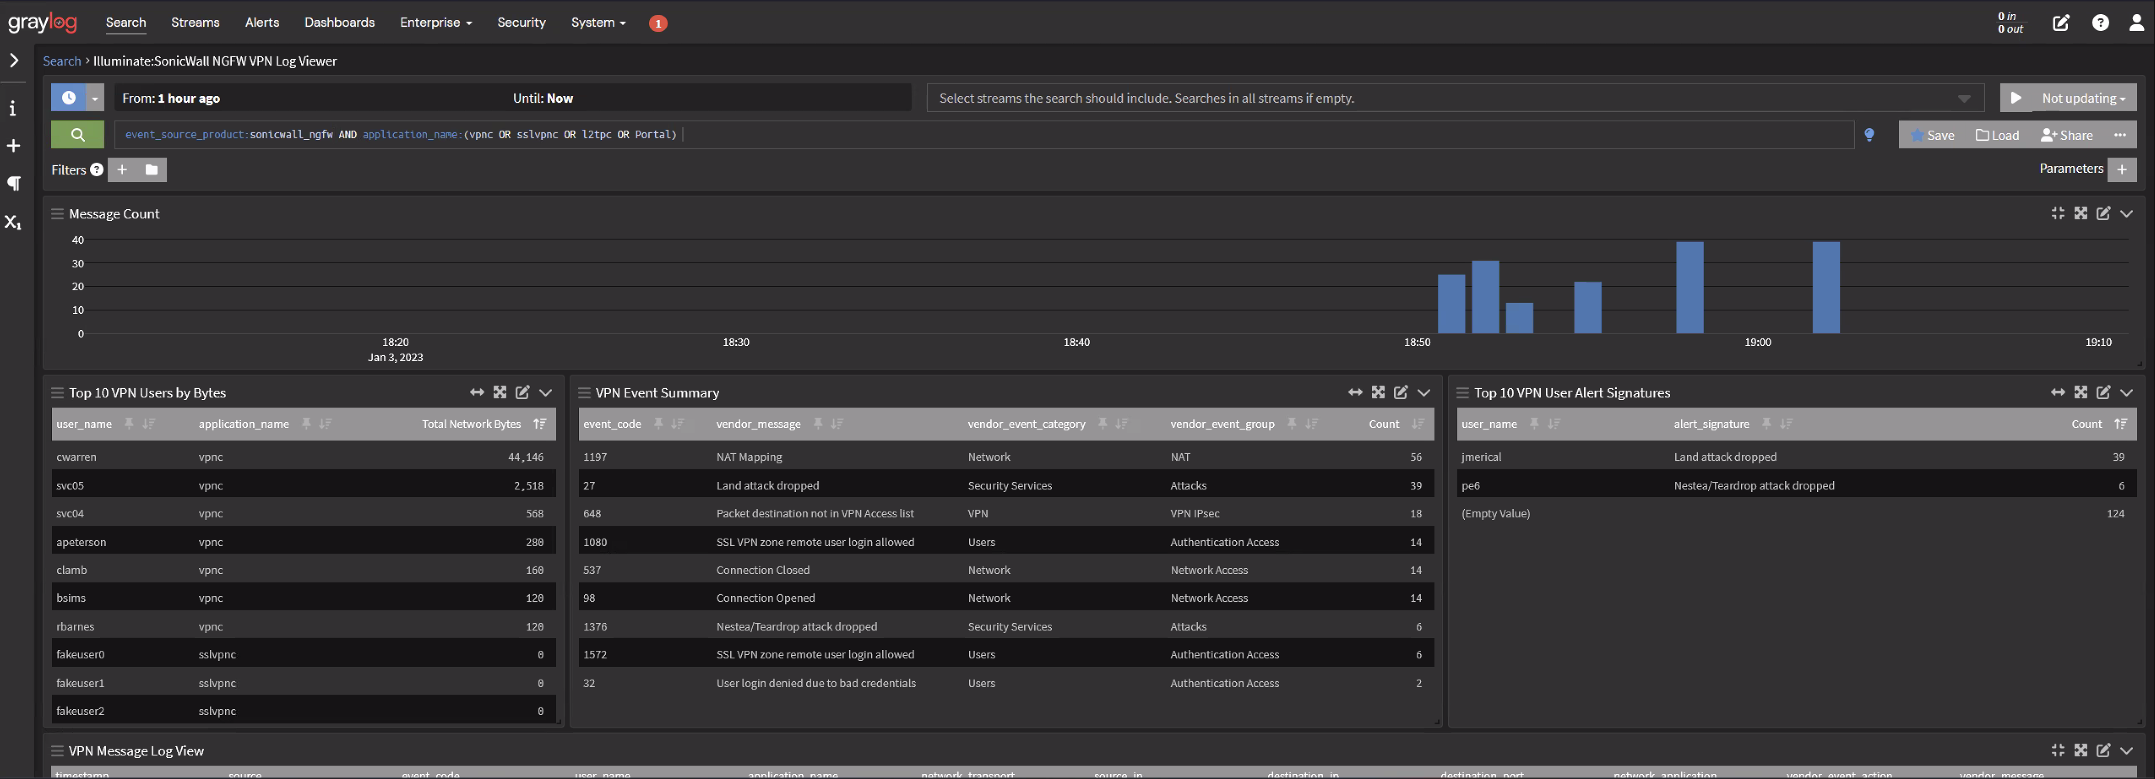 graylog Search Streams Alerts Dashboards Enterprise Security System 1 0 in
0 out
Search › Illuminate:SonicWall NGFW VPN Log Viewer
From: 1 hour ago Until: Now Select streams the search should include. Searches in all streams if empty. Not updating
event_source_product:sonicwall_ngfw AND application_name:(vpnc OR sslvpnc OR l2tpc OR Portal) Save Load Share
Filters Parameters
Message Count
40
30
20
10
0
18:20 18:30 18:40 18:50 19:00 19:10
Jan 3, 2023
Top 10 VPN Users by Bytes
user_name application_name Total Network Bytes
cwarren vpnc 44,146
svc05 vpnc 2,518
svc04 vpnc 568
apeterson vpnc 280
clamb vpnc 160
bsims vpnc 120
rbarnes vpnc 120
fakeuser0 sslvpnc 0
fakeuser1 sslvpnc 0
fakeuser2 sslvpnc 0
VPN Event Summary
event_code vendor_message vendor_event_category vendor_event_group Count
1197 NAT Mapping Network NAT 56
27 Land attack dropped Security Services Attacks 39
648 Packet destination not in VPN Access list VPN VPN IPsec 18
1080 SSL VPN zone remote user login allowed Users Authentication Access 14
537 Connection Closed Network Network Access 14
98 Connection Opened Network Network Access 14
1376 Nestea/Teardrop attack dropped Security Services Attacks 6
1572 SSL VPN zone remote user login allowed Users Authentication Access 6
32 User login denied due to bad credentials Users Authentication Access 2
Top 10 VPN User Alert Signatures
user_name alert_signature Count
jmerical Land attack dropped 39
pe6 Nestea/Teardrop attack dropped 6
(Empty Value) 124
VPN Message Log View
timestamp source event_code user_name application_name network_transport source_ip destination_ip destination_port network_application vendor_event_action vendor_message